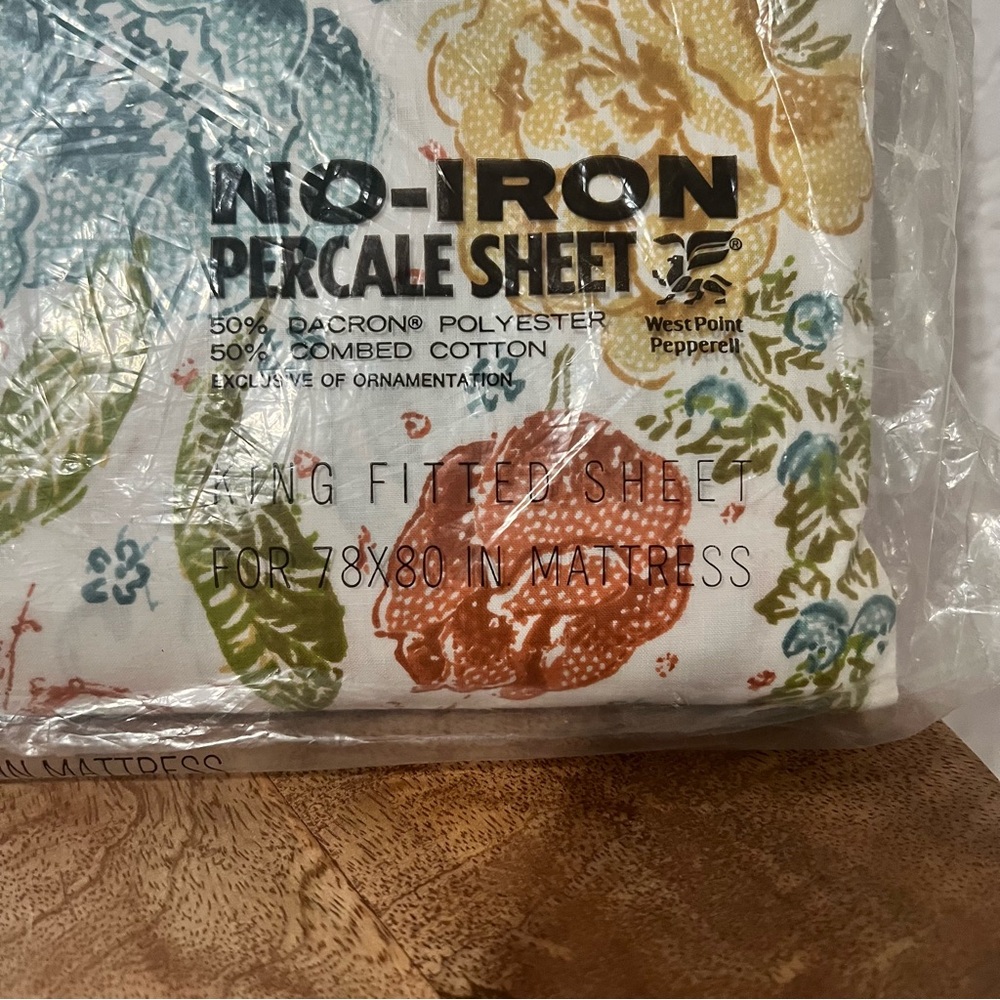 NO-IRON
PERCALE SHEET ®
50% DACRON® POLYESTER
50% COMBED COTTON
EXCLUSIVE OF ORNAMENTATION
West Point
Pepperell
KING FITTED SHEET
FOR 78X80 IN. MATTRESS
IN MATTRESS